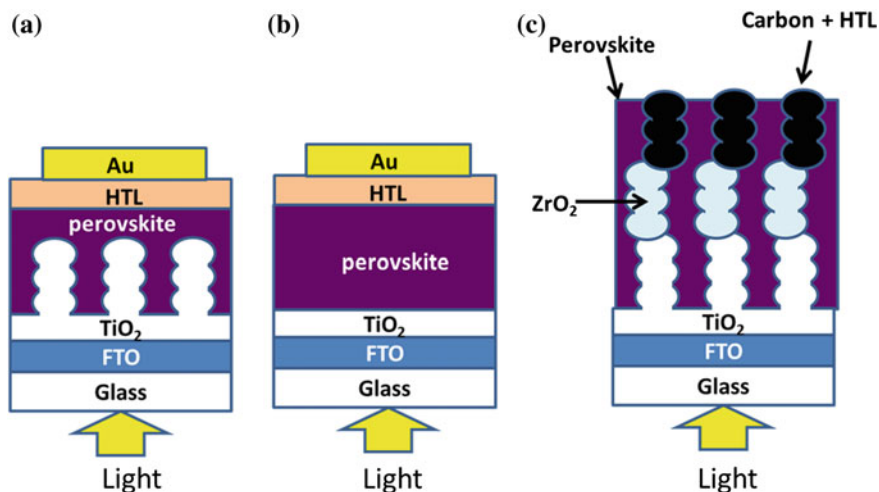 (a)
Au
HTL
perovskite
TiO₂
FTO
Glass
Light
(b)
Au
HTL
perovskite
TiO₂
FTO
Glass
Light
(c)
Carbon + HTL
Perovskite
ZrO₂
TiO₂
FTO
Glass
Light